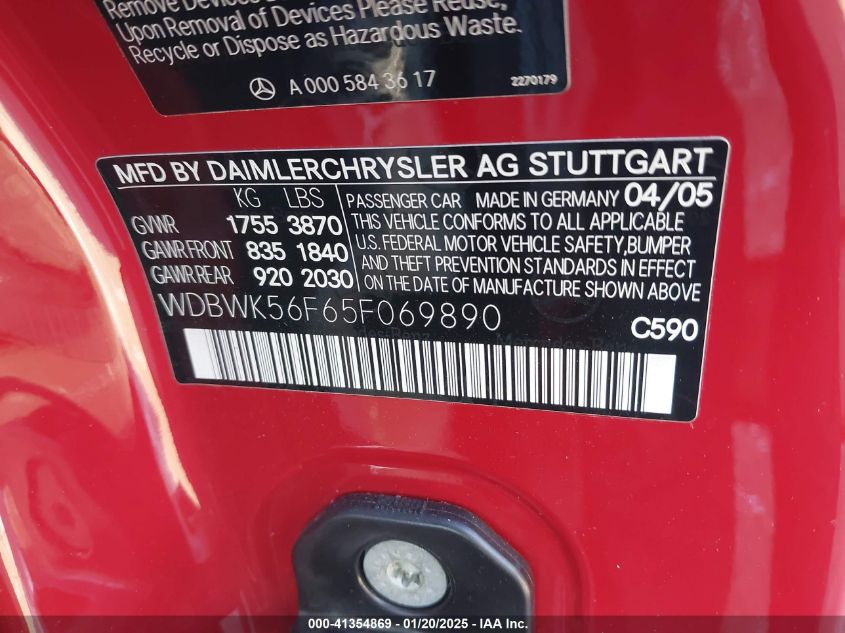 Remove Devices
Upon Removal of Devices Please Reuse,
Recycle or Dispose as Hazardous Waste.
A 000 584 36 17 2270179
MFD BY DAIMLERCHRYSLER AG STUTTGART
KG LBS PASSENGER CAR MADE IN GERMANY 04/05
GVWR 1755 3870 THIS VEHICLE CONFORMS TO ALL APPLICABLE
GAWR FRONT 835 1840 U.S. FEDERAL MOTOR VEHICLE SAFETY,BUMPER
GAWR REAR 920 2030 AND THEFT PREVENTION STANDARDS IN EFFECT
ON THE DATE OF MANUFACTURE SHOWN ABOVE
WDBWK56F65F069890 C590
000-41354869 - 01/20/2025 - IAA Inc.